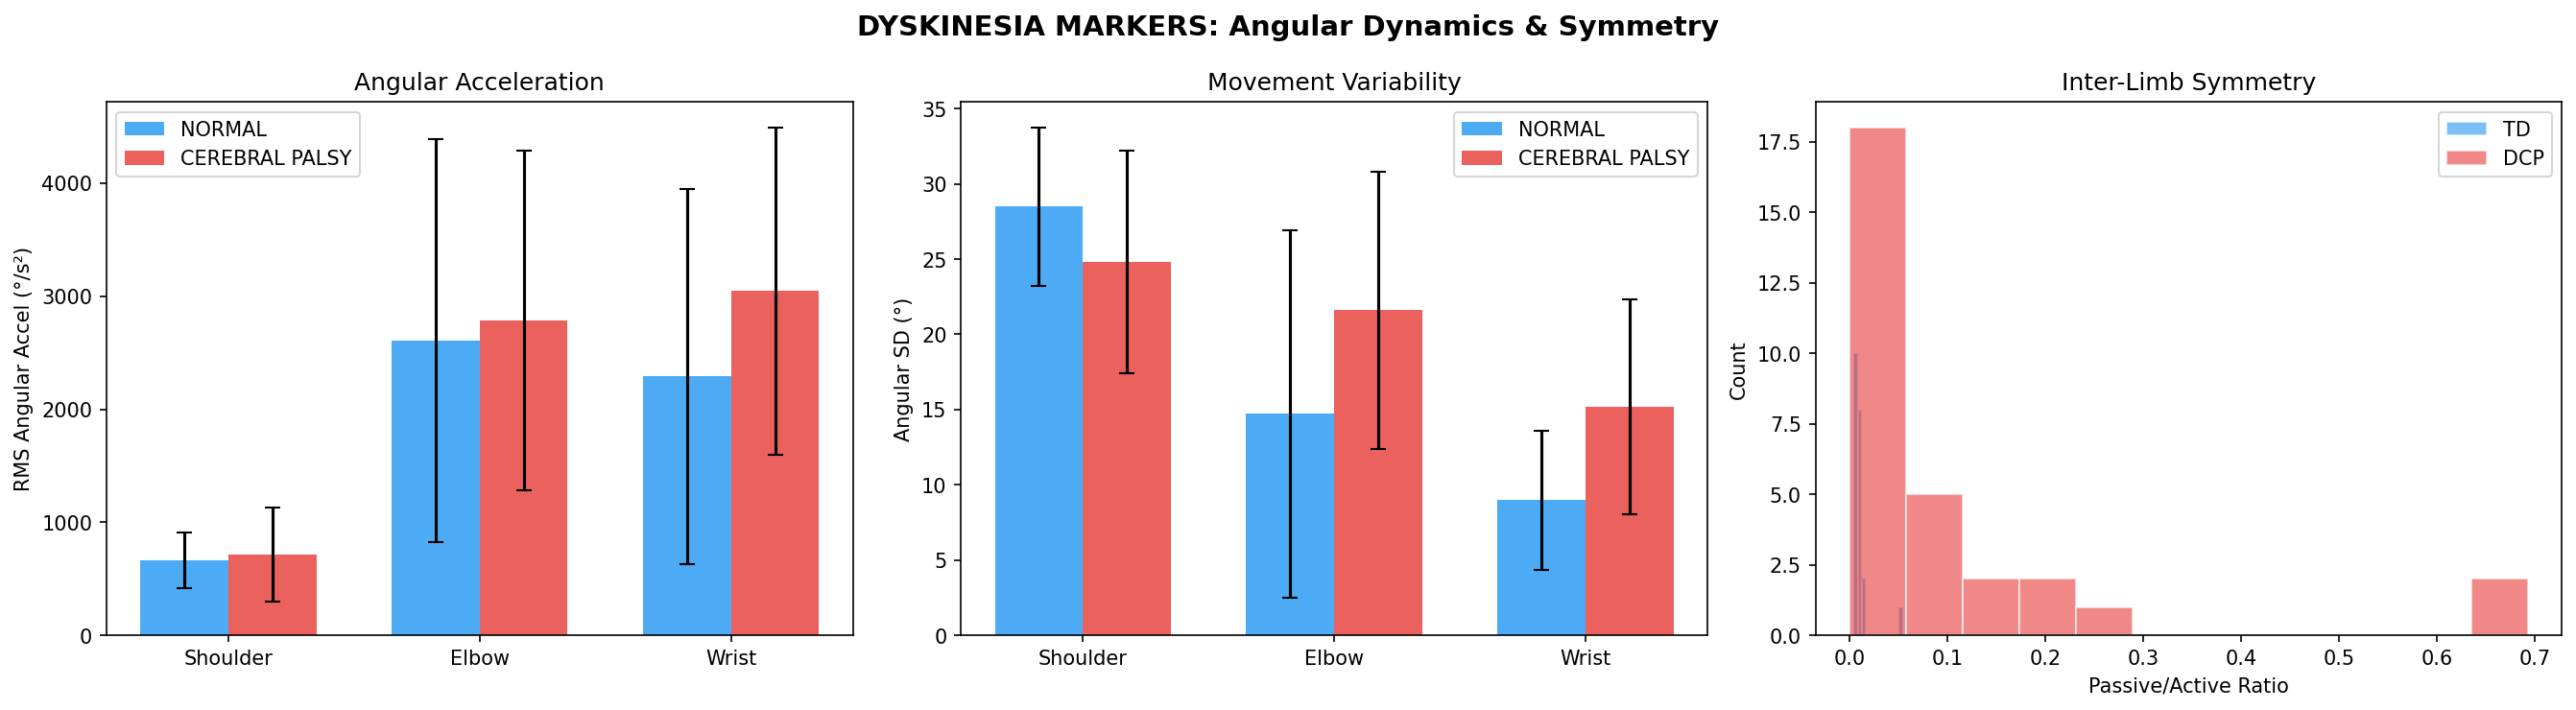 DYSKINESIA MARKERS: Angular Dynamics & Symmetry
Angular Acceleration
NORMAL
CEREBRAL PALSY
RMS Angular Accel (°/s²)
4000
3000
2000
1000
0
Shoulder Elbow Wrist
Movement Variability
NORMAL
CEREBRAL PALSY
Angular SD (°)
35
30
25
20
15
10
5
0
Shoulder Elbow Wrist
Inter-Limb Symmetry
TD
DCP
Count
17.5
15.0
12.5
10.0
7.5
5.0
2.5
0.0
0.0 0.1 0.2 0.3 0.4 0.5 0.6 0.7
Passive/Active Ratio